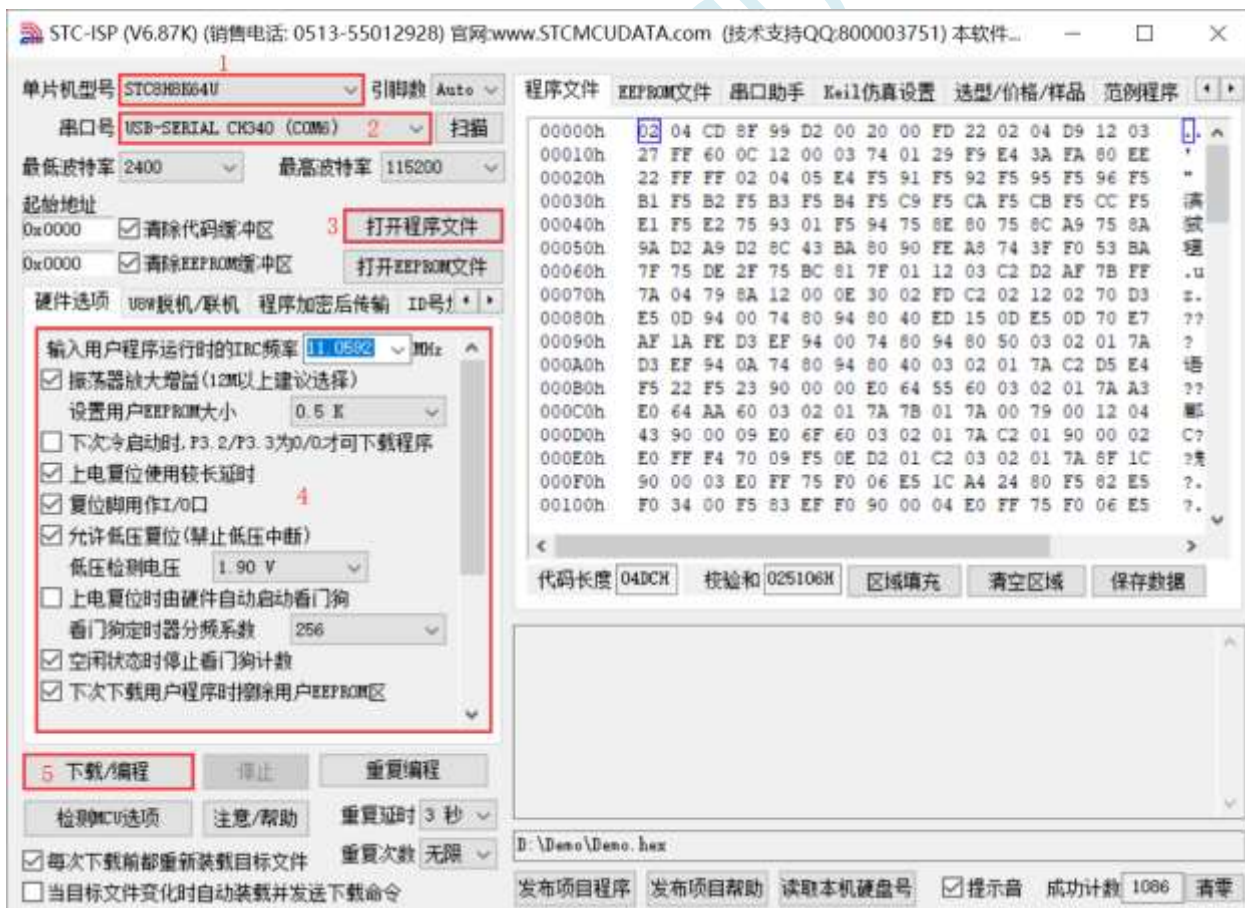 STC-ISP (V6.87K) (销售电话: 0513-55012928) 官网:www.STCMCUDATA.com (技术支持QQ:800003751) 本软件...
1
单片机型号 STC8H8K64U 引脚数 Auto
串口号 USB-SERIAL CH340 (COM6) 2 扫描
最低波特率 2400 最高波特率 115200
起始地址
0x0000 清除代码缓冲区 3 打开程序文件
0x0000 清除EEPROM缓冲区 打开EEPROM文件
硬件选项 U8W脱机/联机 程序加密后传输
输入用户程序运行时的IRC频率 11.0592 MHz
振荡器放大增益(12M以上建议选择)
设置用户EEPROM大小 0.5 K
下次冷启动时,P3.2/P3.3为0/0才可下载程序
上电复位使用较长延时
复位脚用作I/O口 4
允许低压复位(禁止低压中断)
低压检测电压 1.90 V
上电复位时由硬件自动启动看门狗
看门狗定时器分频系数 256
空闲状态时停止看门狗计数
下次下载用户程序时擦除用户EEPROM区
5 下载/编程 停止 重复编程
检测MCU选项 注意/帮助 重复延时 3 秒
每次下载前都重新装载目标文件 重复次数 无限
当目标文件变化时自动装载并发送下载命令
程序文件 EEPROM文件 串口助手 Keil仿真设置 选型/价格/样品 范例程序
00000h 02 04 CD 8F 99 D2 00 20 00 FD 22 02 04 D9 12 03
00010h 27 FF 60 0C 12 00 03 74 01 29 F9 E4 3A FA 80 EE
00020h 22 FF FF 02 04 05 E4 F5 91 F5 92 F5 95 F5 96 F5
00030h B1 F5 B2 F5 B3 F5 B4 F5 C9 F5 CA F5 CB F5 CC F5
00040h E1 F5 E2 75 93 01 F5 94 75 8E 80 75 8C A9 75 8A
00050h 9A D2 A9 D2 8C 43 BA 80 90 FE A8 74 3F F0 53 BA
00060h 7F 75 DE 2F 75 BC 81 7F 01 12 03 C2 D2 AF 7B FF
00070h 7A 04 79 8A 12 00 0E 30 02 FD C2 02 12 02 70 D3
00080h E5 0D 94 00 74 80 94 80 40 ED 15 0D E5 0D 70 E7
00090h AF 1A FE D3 EF 94 00 74 80 94 80 50 03 02 01 7A
000A0h D3 EF 94 0A 74 80 94 80 40 03 02 01 7A C2 D5 E4
000B0h F5 22 F5 23 90 00 00 E0 64 55 60 03 02 01 7A A3
000C0h E0 64 AA 60 03 02 01 7A 7B 01 7A 00 79 00 12 04
000D0h 43 90 00 09 E0 6F 60 03 02 01 7A C2 01 90 00 02
000E0h E0 FF F4 70 09 F5 0E D2 01 C2 03 02 01 7A 8F 1C
000F0h 90 00 03 E0 FF 75 F0 06 E5 1C A4 24 80 F5 82 E5
00100h F0 34 00 F5 83 EF F0 90 00 04 E0 FF 75 F0 06 E5
代码长度 04DCH 校验和 025106H 区域填充 清空区域 保存数据
D:\Demo\Demo.hex
发布项目程序 发布项目帮助 读取本机硬盘号 提示音 成功计数 1086 清零